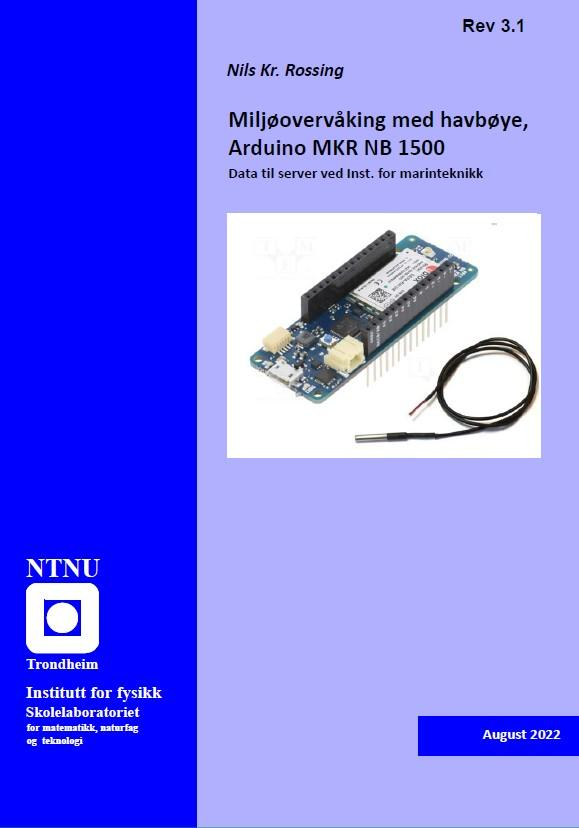 Rev 3.1
Nils Kr. Rossing
Miljøovervåking med havbøye,
Arduino MKR NB 1500
Data til server ved Inst. for marinteknikk
NTNU
Trondheim
Institutt for fysikk
Skolelaboratoriet
for matematikk, naturfag
og teknologi
August 2022